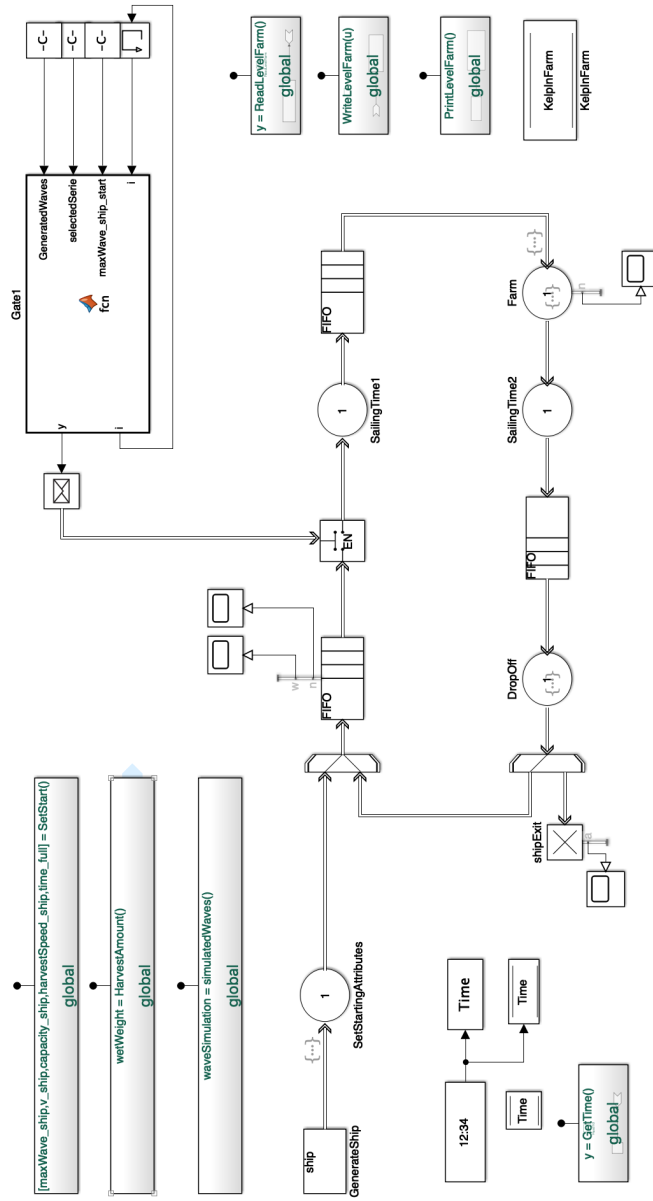 [maxWave_ship,v_ship,capacity_ship,harvestSpeed_ship,time_full] = SetStart()
global
wetWeight = HarvestAmount()
global
waveSimulation = simulatedWaves()
global
Gate1
y
i
fcn
GeneratedWaves
selectedSerie
maxWave_ship_start
i
-C-
-C-
-C-
ship
GenerateShip
{...}
1
SetStartingAttributes
FIFO
w
n
EN
1
SailingTime1
FIFO
y = ReadLevelFarm()
global
WriteLevelFarm(u)
global
PrintLevelFarm()
global
KelpInFarm
KelpInFarm
12:34
Time
Time
Time
y = GetTime()
global
shipExit
a
DropOff
1
{...}
FIFO
SailingTime2
1
Farm
1
{...}
n
{...}